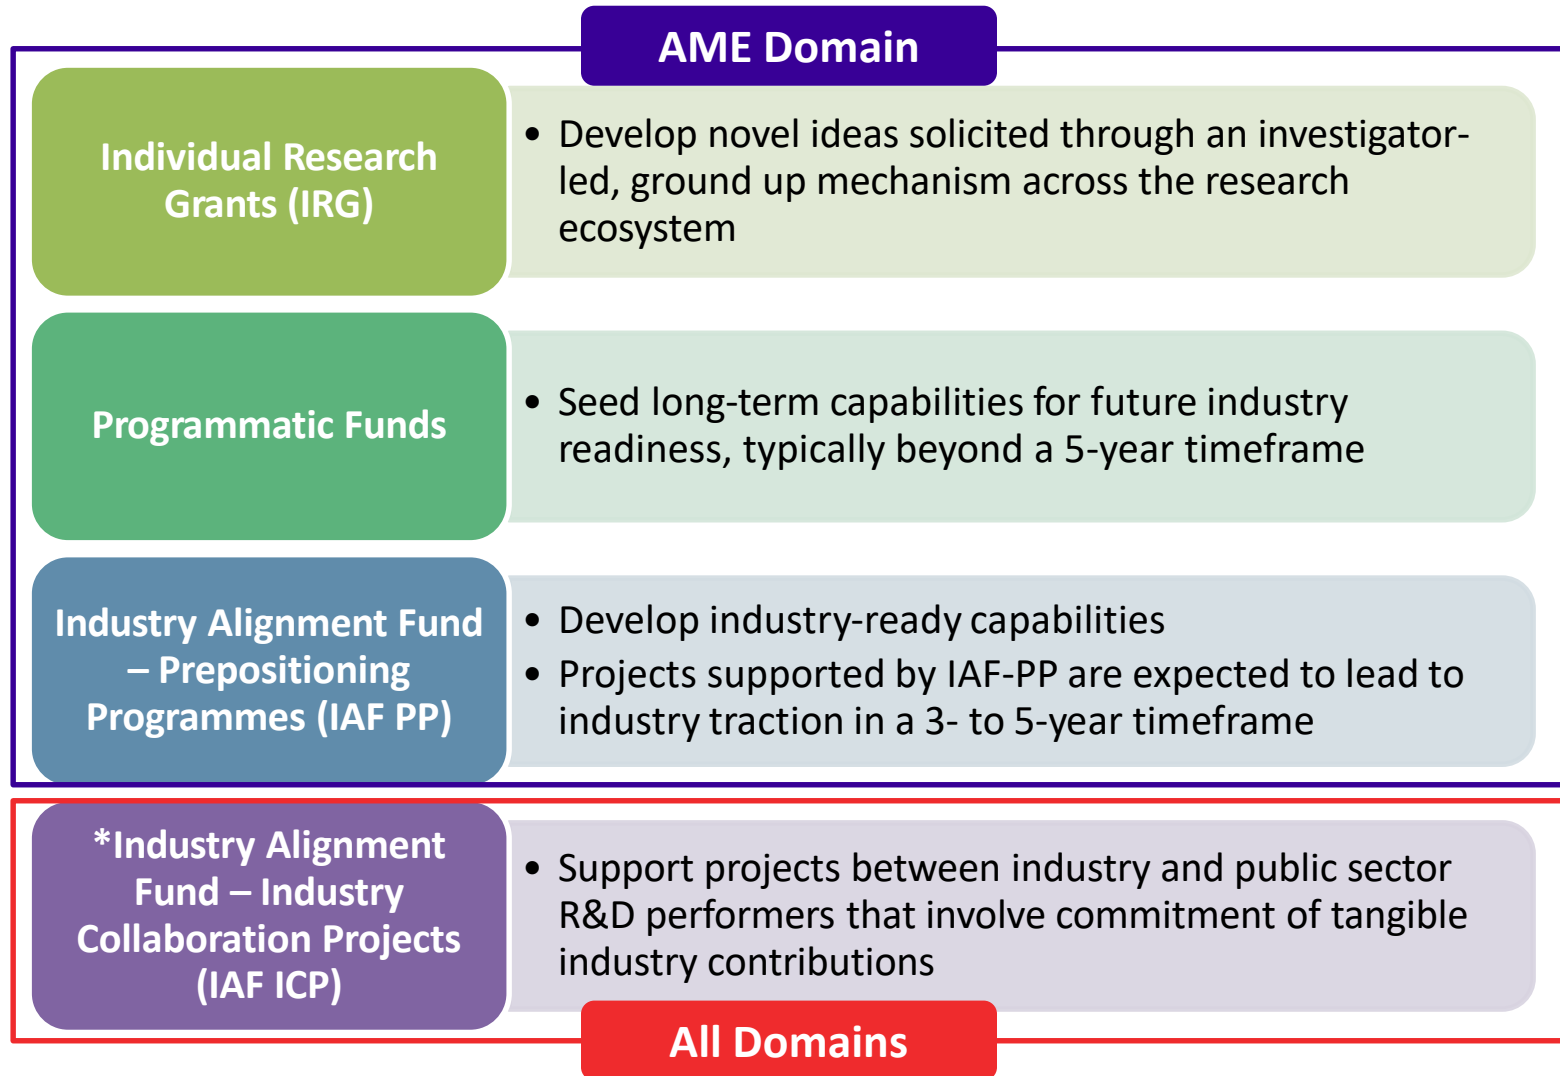 AME Domain
Individual Research
Grants (IRG)
• Develop novel ideas solicited through an investigator-
led, ground up mechanism across the research
ecosystem
Programmatic Funds
• Seed long-term capabilities for future industry
readiness, typically beyond a 5-year timeframe
Industry Alignment Fund
– Prepositioning
Programmes (IAF PP)
• Develop industry-ready capabilities
• Projects supported by IAF-PP are expected to lead to
industry traction in a 3- to 5-year timeframe
*Industry Alignment
Fund – Industry
Collaboration Projects
(IAF ICP)
• Support projects between industry and public sector
R&D performers that involve commitment of tangible
industry contributions
All Domains